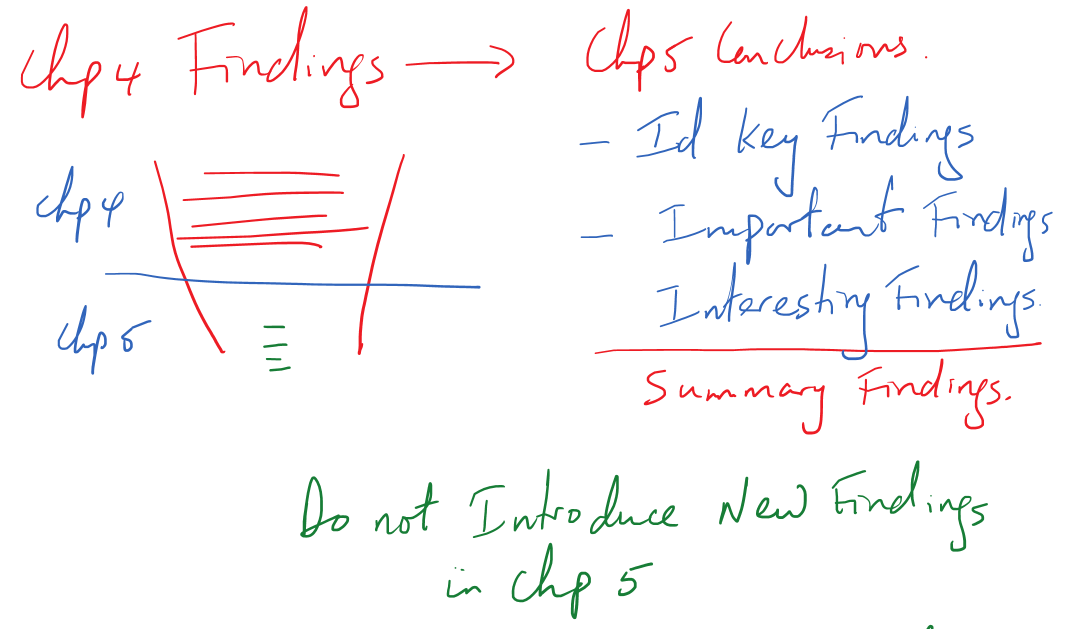 Chp 4 Findings → Chp 5 Conclusions.
- Id key Findings
- Important Findings
Interesting Findings.
Summary Findings.
Chp 4
Chp 5
Do not Introduce New Findings
in Chp 5